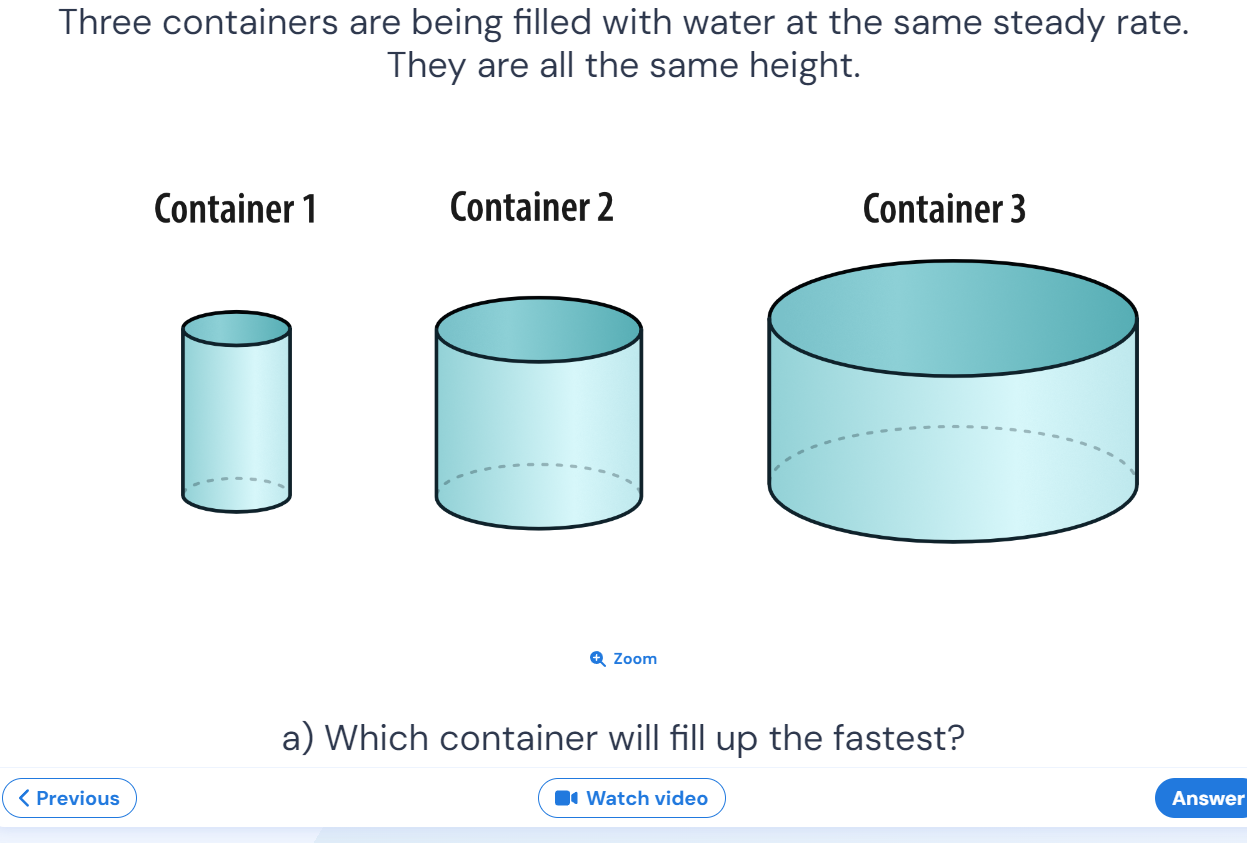 Three containers are being filled with water at the same steady rate.
They are all the same height.
Container 1
Container 2
Container 3
Zoom
a) Which container will fill up the fastest?
Previous
Watch video
Answer